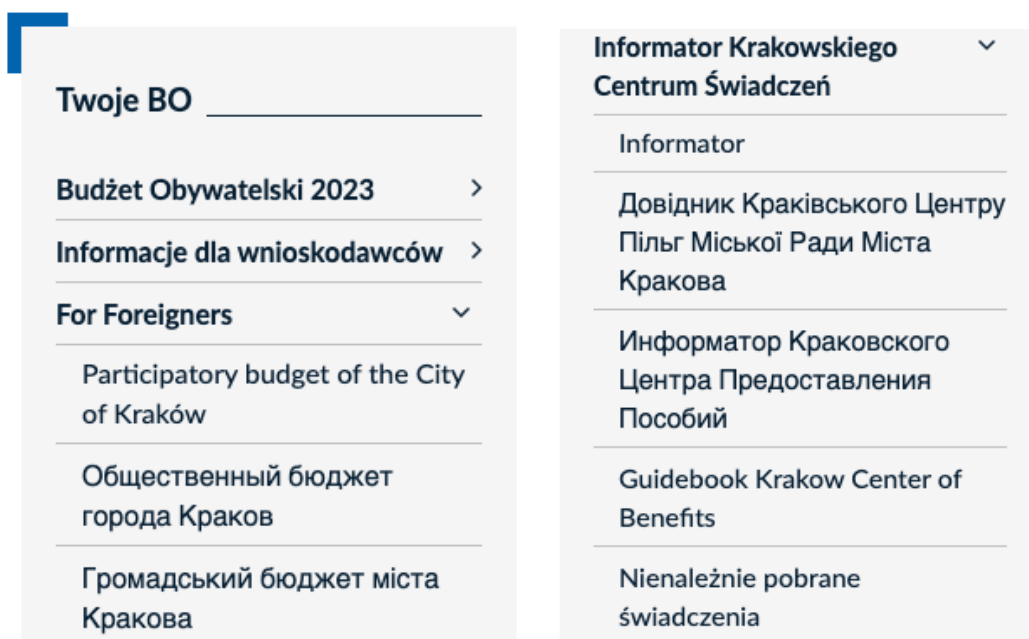 Twoje BO
Budżet Obywatelski 2023
Informacje dla wnioskodawców
For Foreigners
Participatory budget of the City
of Kraków
Общественный бюджет
города Краков
Громадський бюджет міста
Кракова
Informator Krakowskiego
Centrum Świadczeń
Informator
Довідник Краківського Центру
Пільг Міської Ради Міста
Кракова
Информатор Краковского
Центра Предоставления
Пособий
Guidebook Krakow Center of
Benefits
Nienależnie pobrane
świadczenia